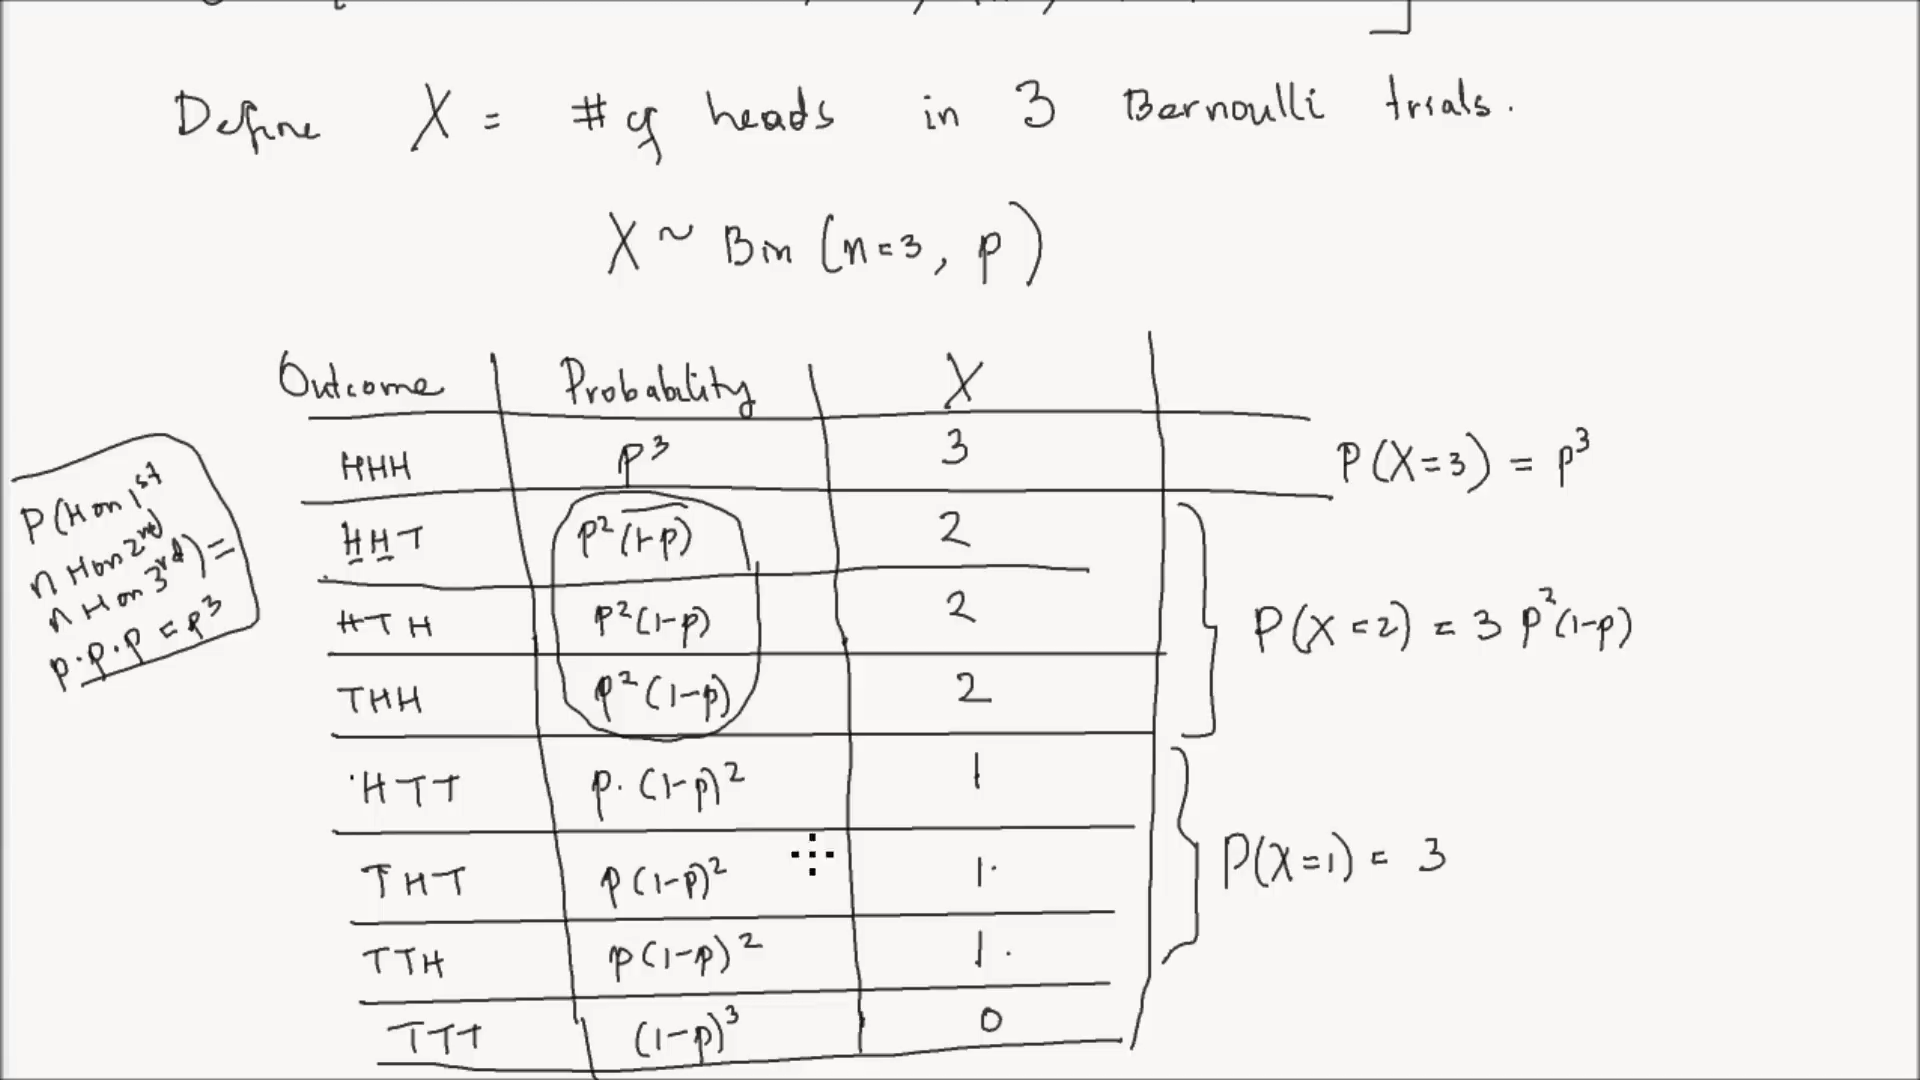 Define X = # of heads in 3 Bernoulli trials.
X ~ Bin (n=3, p)
Outcome Probability X
HHH p³ 3 P(X=3) = p³
HHT p²(1-p) 2
HTH p²(1-p) 2 P(X=2) = 3 p²(1-p)
THH p²(1-p) 2
HTT p.(1-p)² 1
THT p(1-p)² 1. P(X=1) = 3
TTH p(1-p)² 1.
TTT (1-p)³ 0
P(H on 1st
∩ H on 2nd
∩ H on 3rd) =
p.p.p = p³